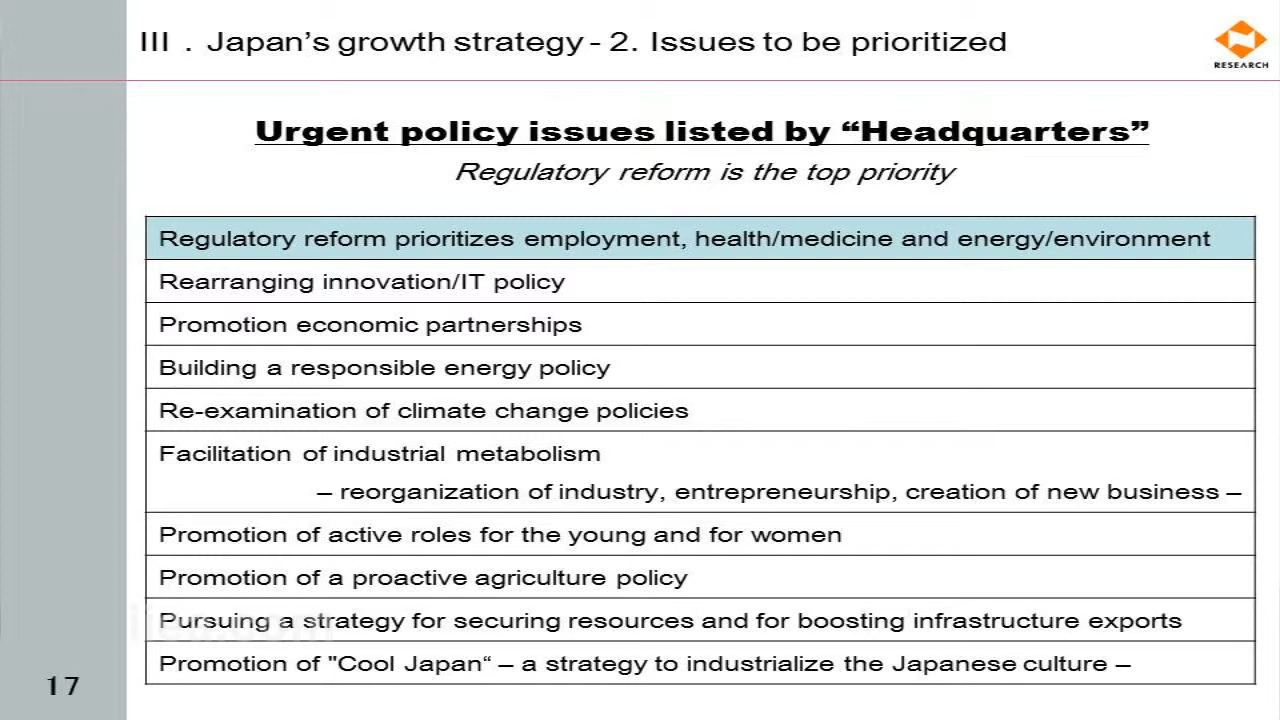 III . Japan’s growth strategy - 2. Issues to be prioritized
RESEARCH
Urgent policy issues listed by “Headquarters”
Regulatory reform is the top priority
Regulatory reform prioritizes employment, health/medicine and energy/environment
Rearranging innovation/IT policy
Promotion economic partnerships
Building a responsible energy policy
Re-examination of climate change policies
Facilitation of industrial metabolism
– reorganization of industry, entrepreneurship, creation of new business –
Promotion of active roles for the young and for women
Promotion of a proactive agriculture policy
Pursuing a strategy for securing resources and for boosting infrastructure exports
Promotion of "Cool Japan“ – a strategy to industrialize the Japanese culture –
17